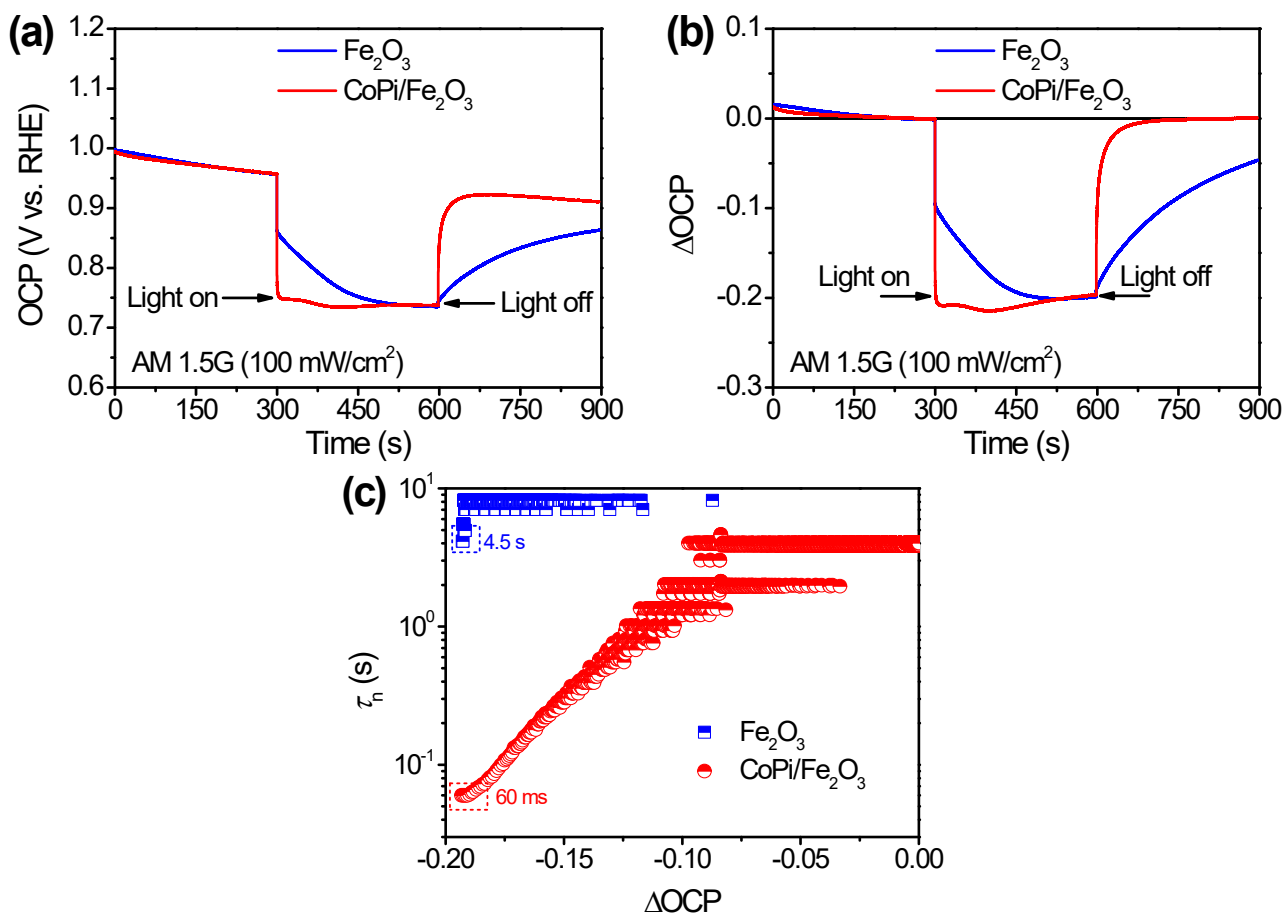 (a)
1.2
1.1
1.0
0.9
0.8
0.7
0.6
OCP (V vs. RHE)
Fe₂O₃
CoPi/Fe₂O₃
Light on
Light off
AM 1.5G (100 mW/cm²)
0 150 300 450 600 750 900
Time (s)
(b)
0.1
0.0
-0.1
-0.2
-0.3
ΔOCP
Fe₂O₃
CoPi/Fe₂O₃
Light on
Light off
AM 1.5G (100 mW/cm²)
0 150 300 450 600 750 900
Time (s)
(c)
10¹
10⁰
10⁻¹
τₙ (s)
4.5 s
60 ms
Fe₂O₃
CoPi/Fe₂O₃
-0.20 -0.15 -0.10 -0.05 0.00
ΔOCP